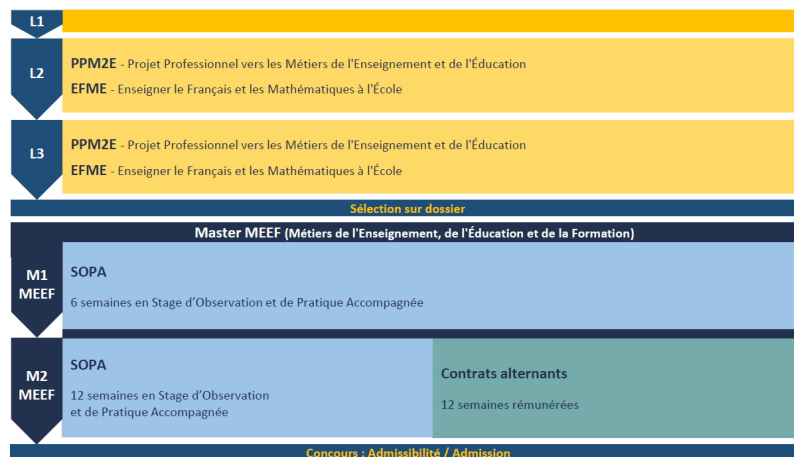 L1
L2
PPM2E - Projet Professionnel vers les Métiers de l'Enseignement et de l'Éducation
EFME - Enseigner le Français et les Mathématiques à l'École
L3
PPM2E - Projet Professionnel vers les Métiers de l'Enseignement et de l'Éducation
EFME - Enseigner le Français et les Mathématiques à l'École
Sélection sur dossier
Master MEEF (Métiers de l'Enseignement, de l'Éducation et de la Formation)
M1
MEEF
SOPA
6 semaines en Stage d'Observation et de Pratique Accompagnée
M2
MEEF
SOPA
12 semaines en Stage d'Observation
et de Pratique Accompagnée
Contrats alternants
12 semaines rémunérées
Concours : Admissibilité / Admission